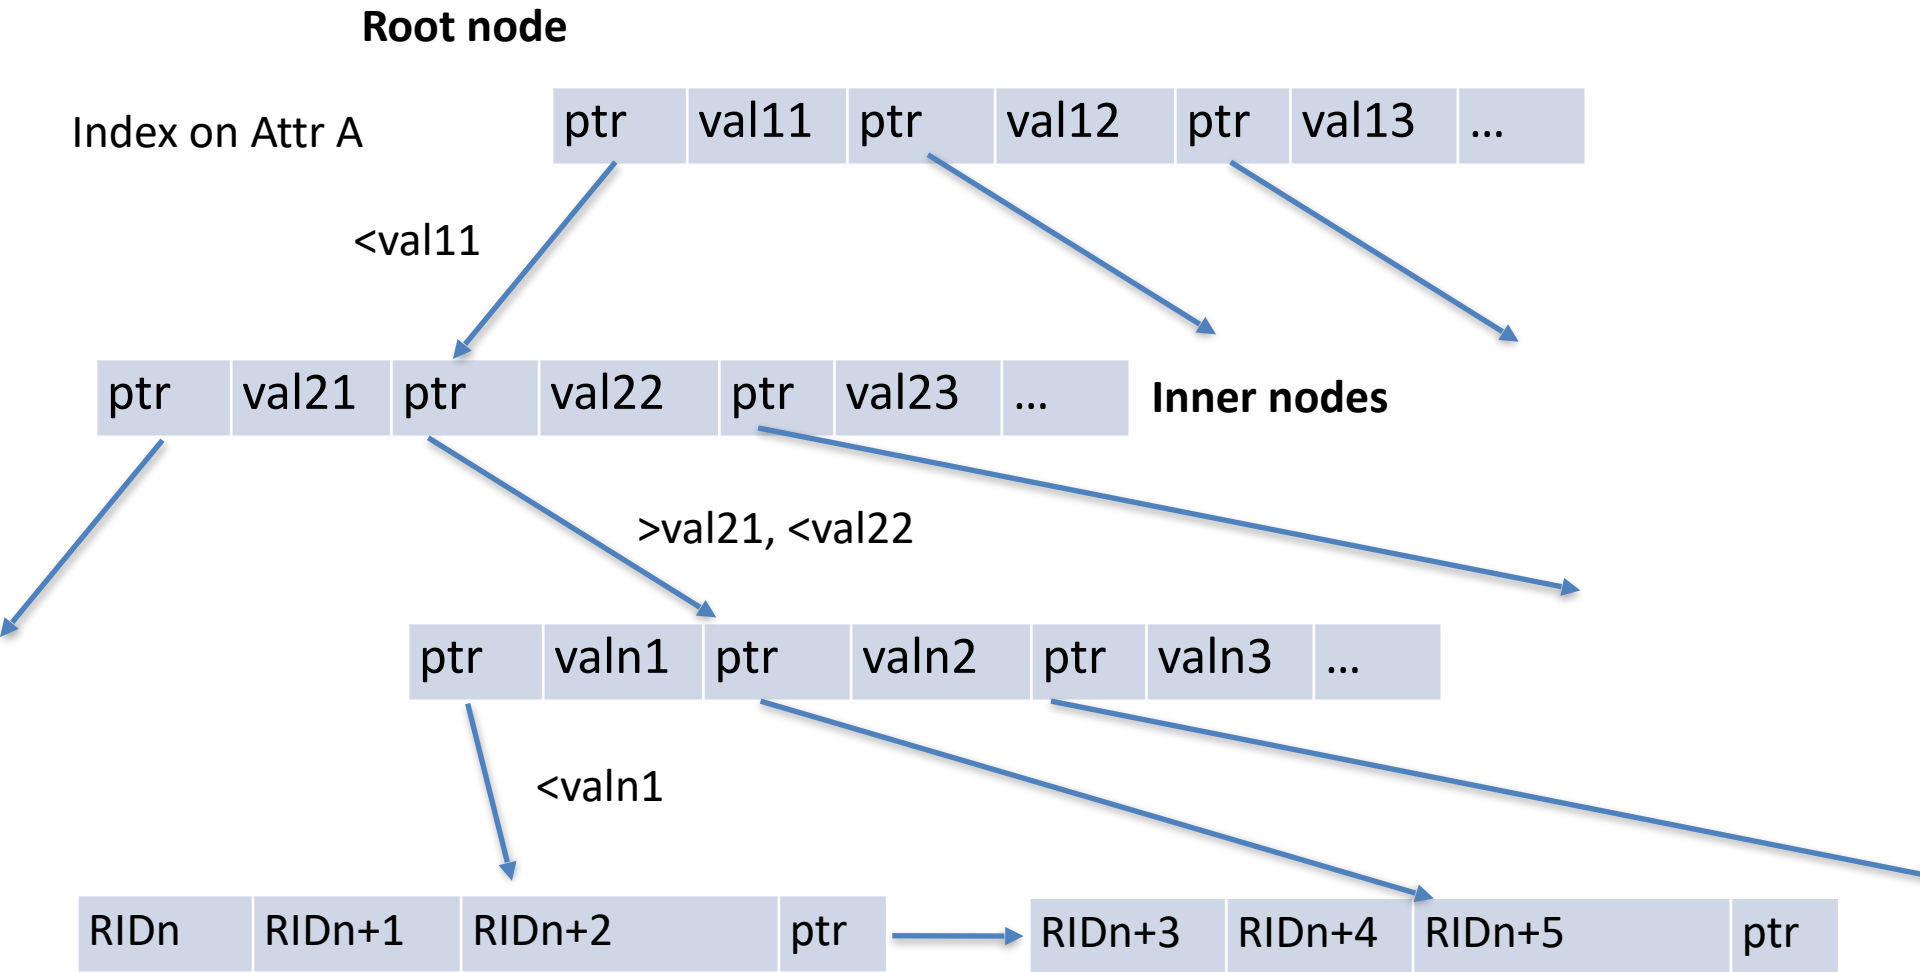 Root node
Index on Attr A
ptr val11 ptr val12 ptr val13 ...
<val11
ptr val21 ptr val22 ptr val23 ...
Inner nodes
>val21, <val22
ptr valn1 ptr valn2 ptr valn3 ...
<valn1
RIDn RIDn+1 RIDn+2 ptr
RIDn+3 RIDn+4 RIDn+5 ptr